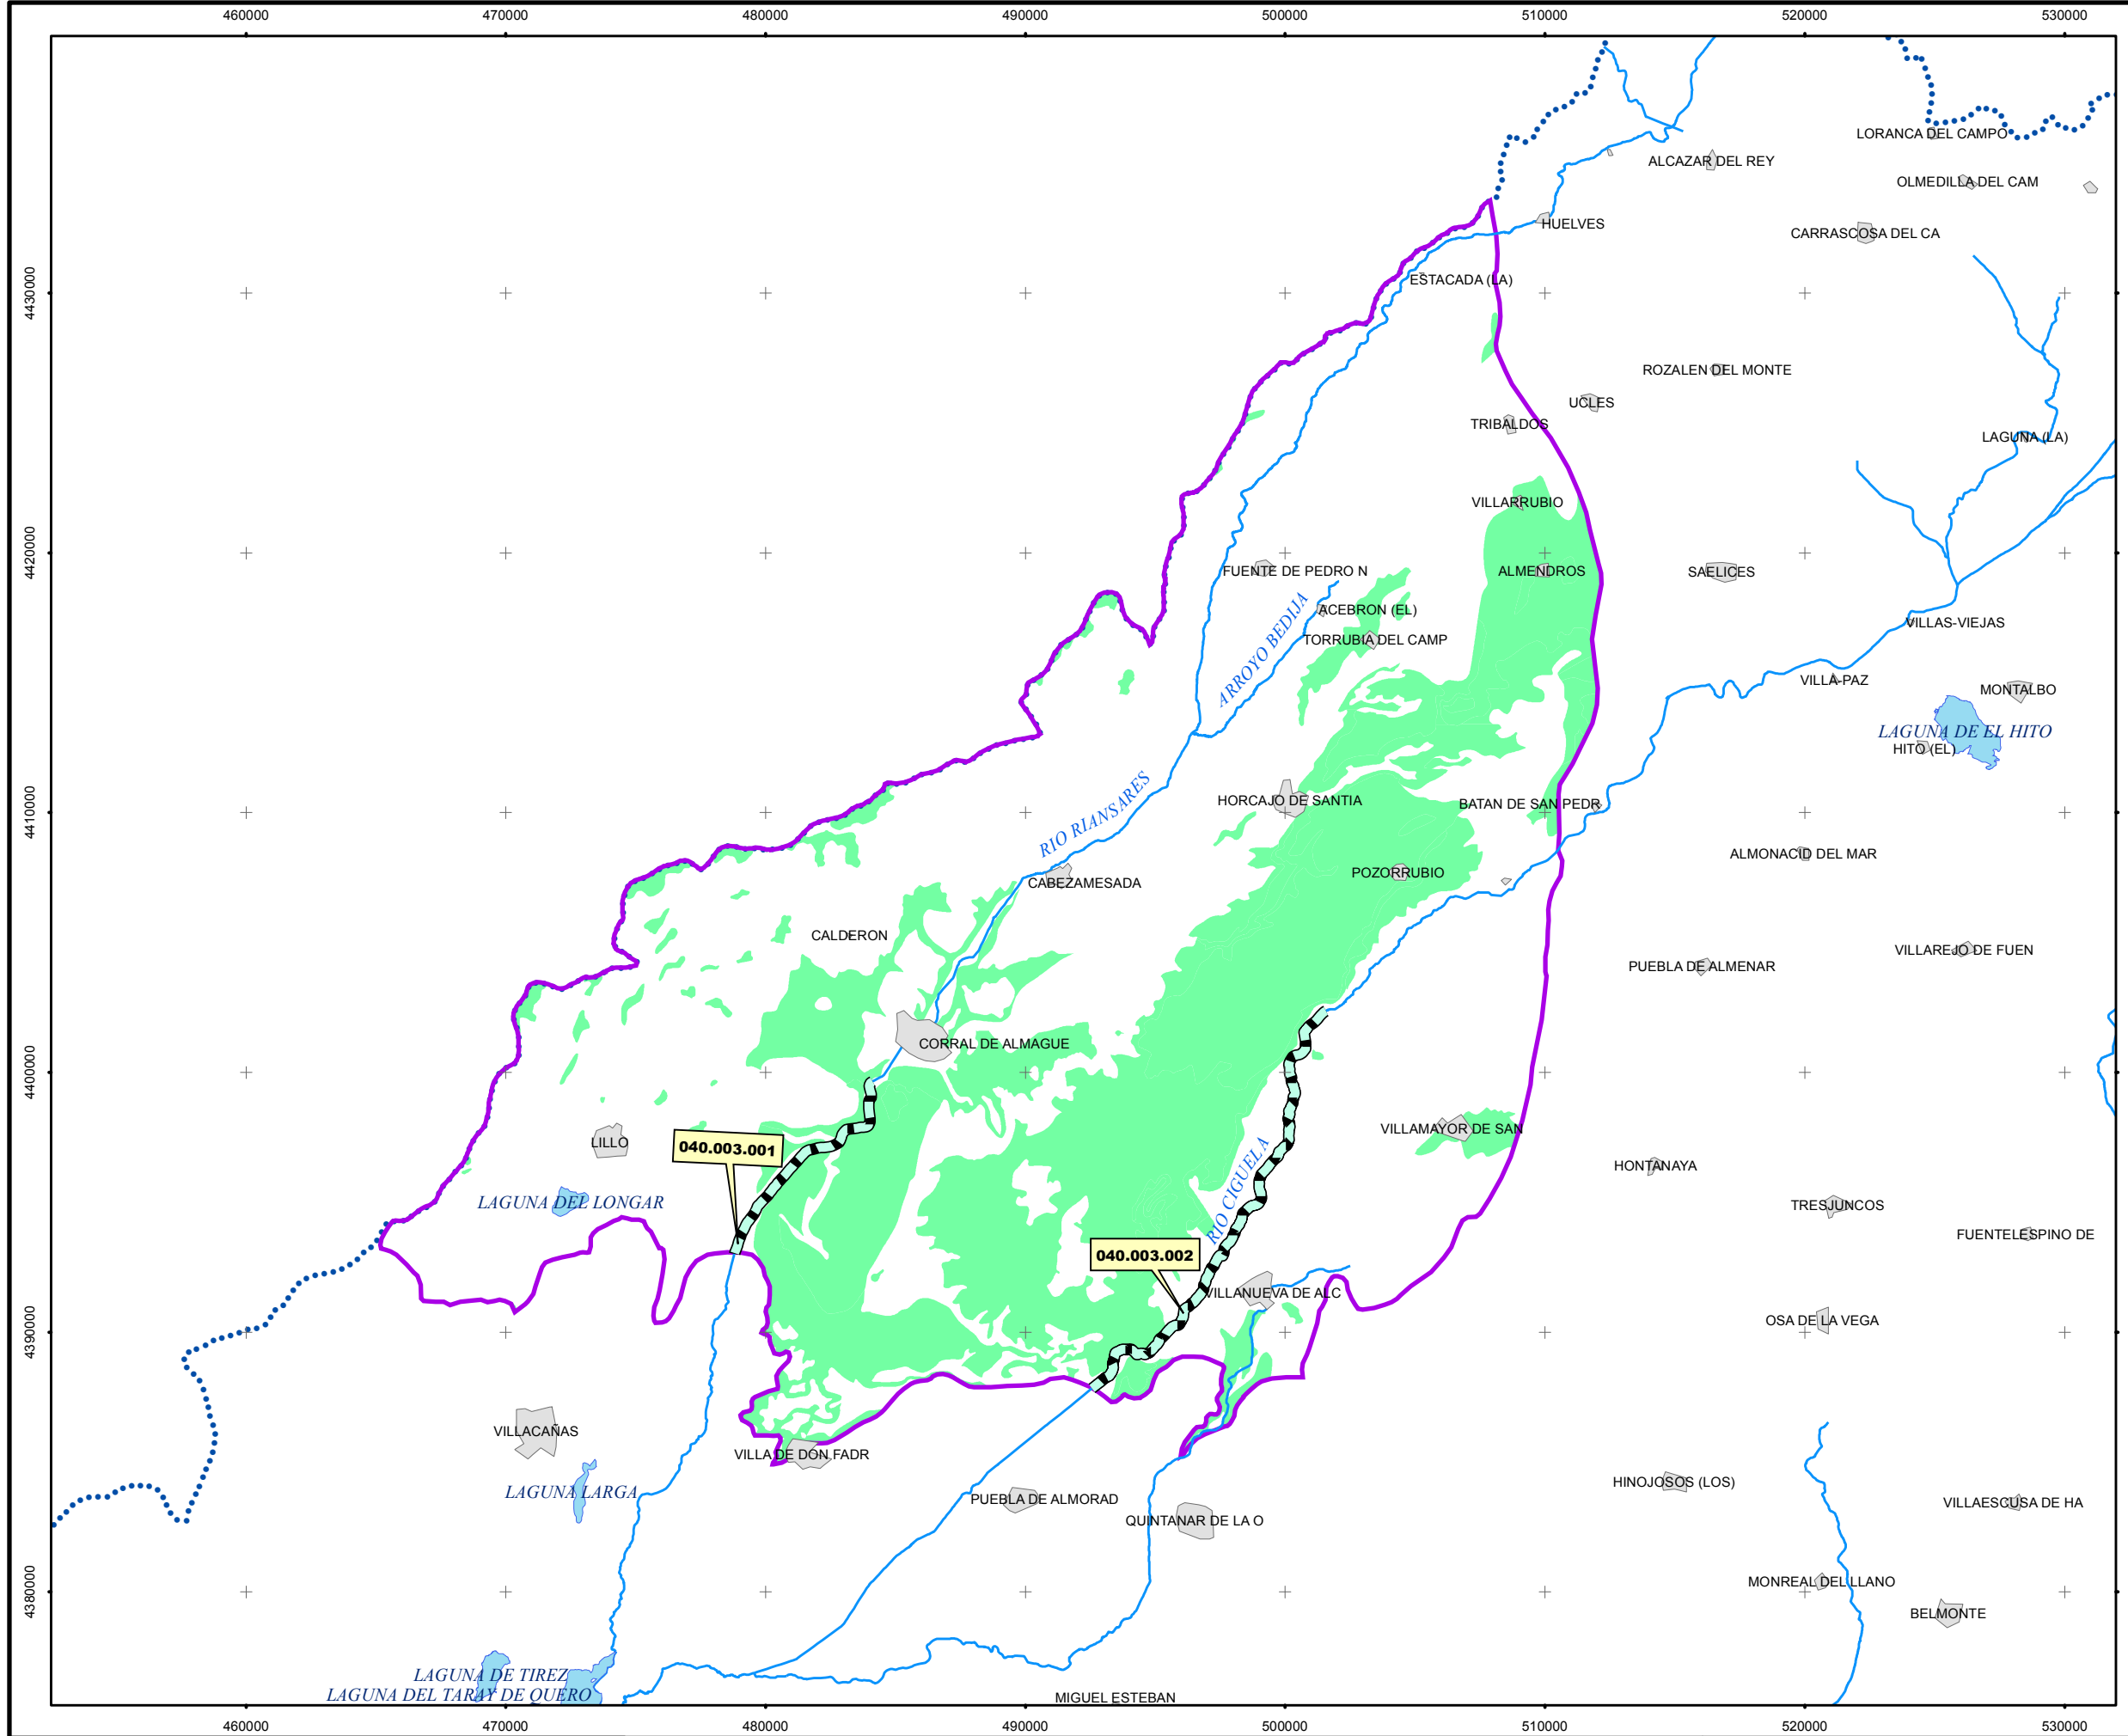 460000 470000 480000 490000 500000 510000 520000 530000
LORANCA DEL CAMPO
ALCAZAR DEL REY
OLMEDILLA DEL CAM
HUELVES
CARRASCOSA DEL CA
ESTACADA (LA)
4430000
ROZALEN DEL MONTE
UCLES
TRIBALDOS
LAGUNA (LA)
VILLARRUBIO
4420000
FUENTE DE PEDRO N
ALMENDROS
SAELICES
ACEBRON (EL)
VILLAS-VIEJAS
TORRUBIA DEL CAMP
ARROYO BEDIJA
VILLA-PAZ
MONTALBO
LAGUNA DE EL HITO
HITO (EL)
4410000
HORCAJO DE SANTIA
BATAN DE SAN PEDR
RIO RIANSARES
ALMONACID DEL MAR
POZORRUBIO
CABEZAMESADA
CALDERON
VILLAREJO DE FUEN
PUEBLA DE ALMENAR
4400000
CORRAL DE ALMAGUE
VILLAMAYOR DE SAN
LILLO
040.003.001
HONTANAYA
RIO CIGUELA
LAGUNA DEL LONGAR
TRESJUNCOS
FUENTELESPINO DE
040.003.002
VILLANUEVA DE ALC
4390000
OSA DE LA VEGA
VILLACAÑAS
VILLA DE DON FADR
HINOJOSOS (LOS)
LAGUNA LARGA
PUEBLA DE ALMORAD
VILLAESCUSA DE HA
QUINTANAR DE LA O
4380000
MONREAL DEL LLANO
BELMONTE
LAGUNA DE TIREZ
LAGUNA DEL TARAY DE QUERO
MIGUEL ESTEBAN
460000 470000 480000 490000 500000 510000 520000 530000